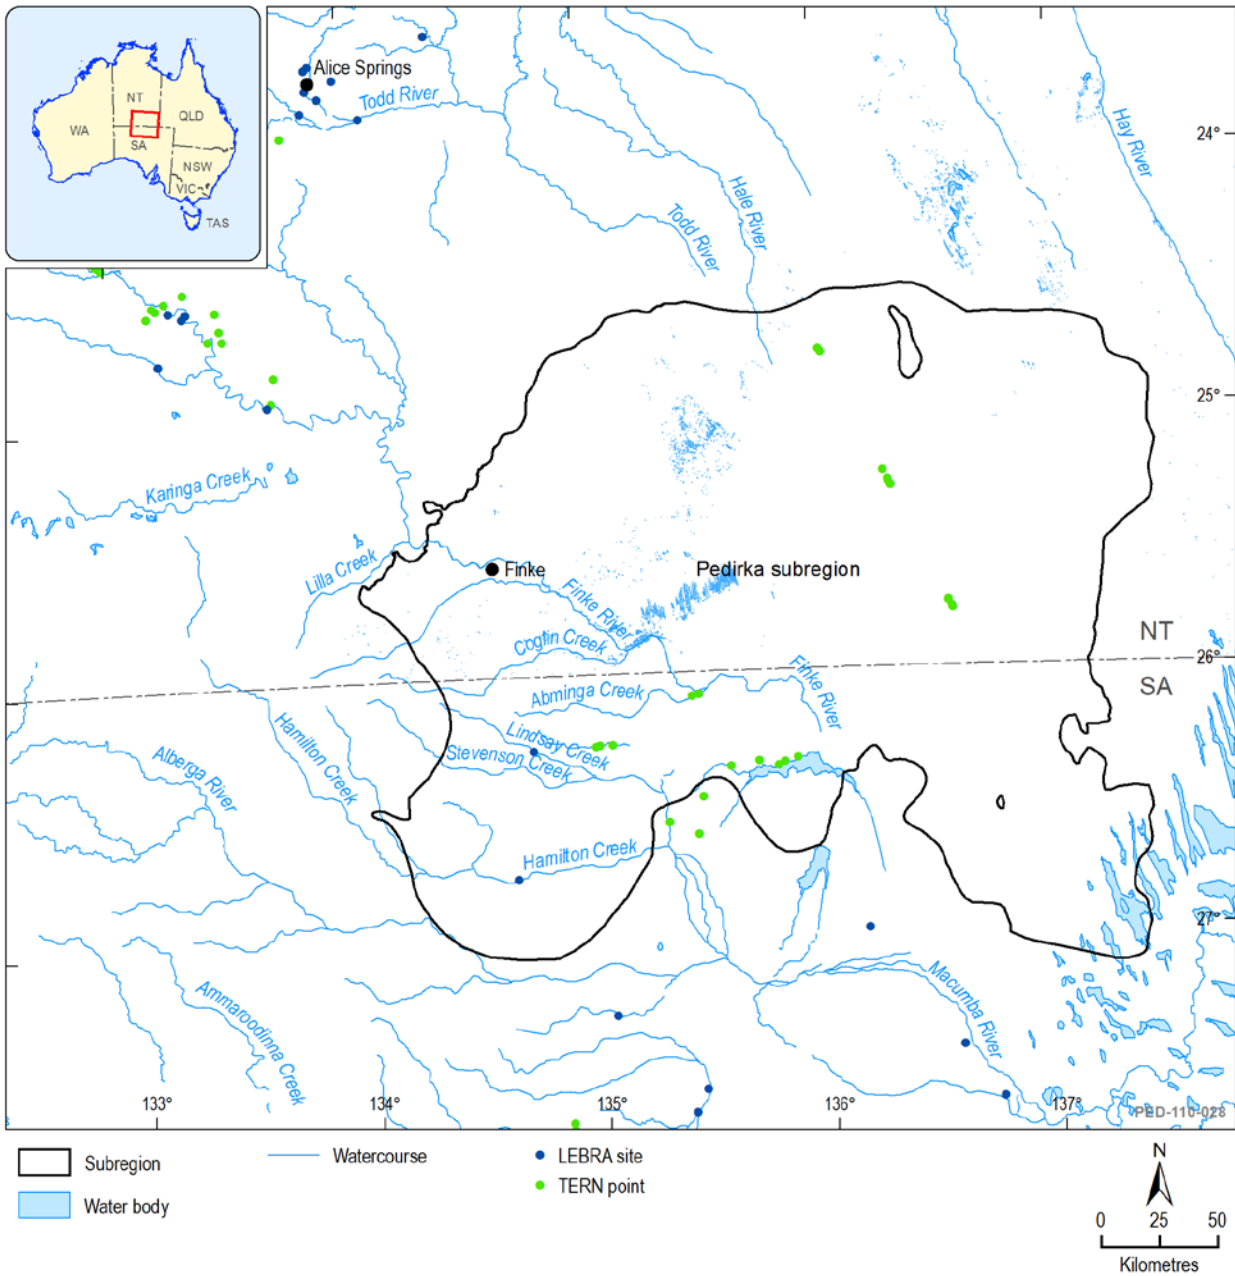 NT
WA
QLD
SA
NSW
VIC
TAS
Alice Springs
Todd River
Hay River
24°
Hale River
Todd River
25°
Karinga Creek
Lilla Creek
Finke
Pedirka subregion
Finke River
Coglin Creek
NT
26°
SA
Finke River
Abminga Creek
Lindsay Creek
Stevenson Creek
Hamilton Creek
Alberga River
Hamilton Creek
27°
Macumba River
Ammaroodinna Creek
133°
134°
135°
136°
137°
PED-110-028
Subregion
Watercourse
LEBRA site
TERN point
Water body
N
0 25 50
Kilometres